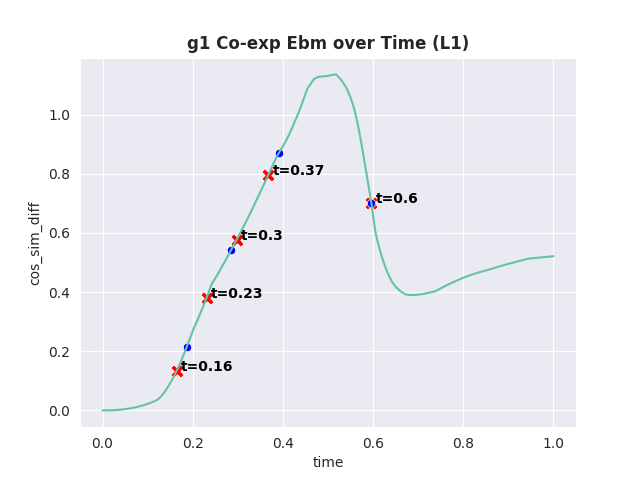 g1 Co-exp Ebm over Time (L1)
cos_sim_diff
1.0
0.8
0.6
0.4
0.2
0.0
t=0.37
t=0.6
t=0.3
t=0.23
t=0.16
0.0 0.2 0.4 0.6 0.8 1.0
time